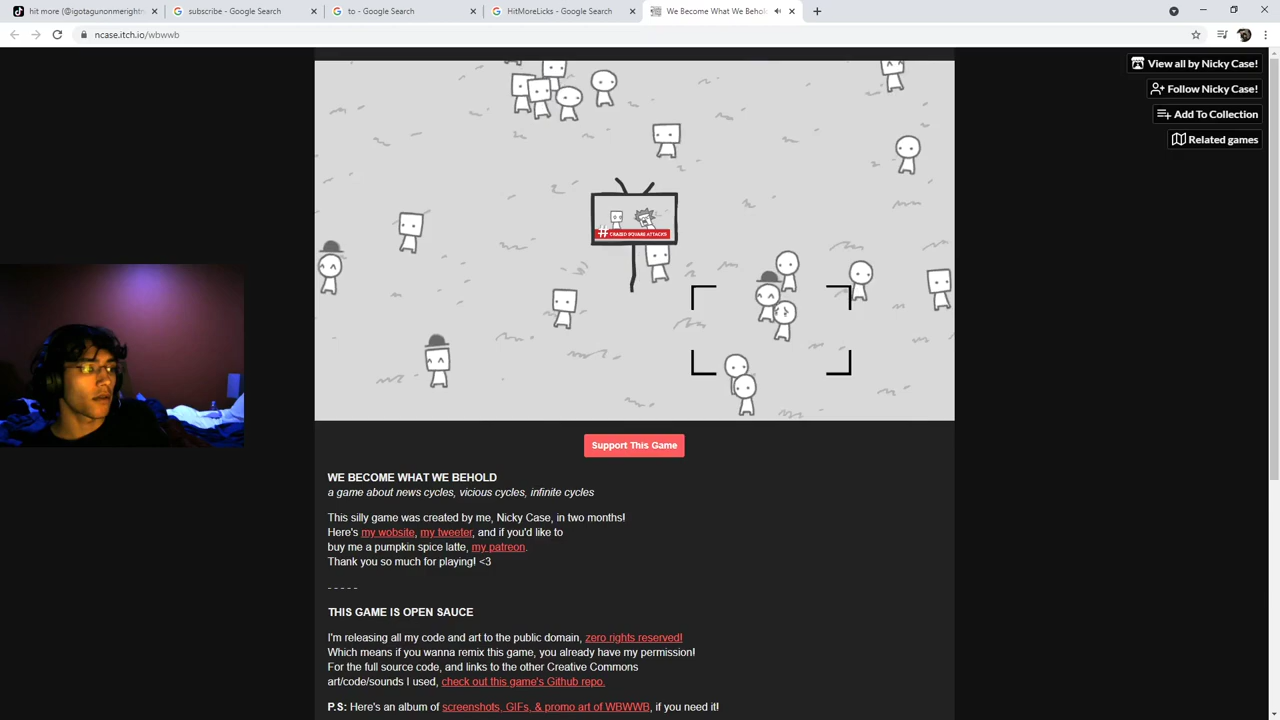 hit more (@igotagunonmerightn
subscribe - Google Search
to - Google Search
HitMoreLicks - Google Search
We Become What We Behol
ncase.itch.io/wbwwb
View all by Nicky Case!
Follow Nicky Case!
Add To Collection
Related games
# CRAZED SQUARE ATTACKS
Support This Game
WE BECOME WHAT WE BEHOLD
a game about news cycles, vicious cycles, infinite cycles
This silly game was created by me, Nicky Case, in two months!
Here's my wobsite, my tweeter, and if you'd like to
buy me a pumpkin spice latte, my patreon.
Thank you so much for playing! <3
- - - - -
THIS GAME IS OPEN SAUCE
I'm releasing all my code and art to the public domain, zero rights reserved!
Which means if you wanna remix this game, you already have my permission!
For the full source code, and links to the other Creative Commons
art/code/sounds I used, check out this game's Github repo.
P.S: Here's an album of screenshots, GIFs, & promo art of WBWWB, if you need it!